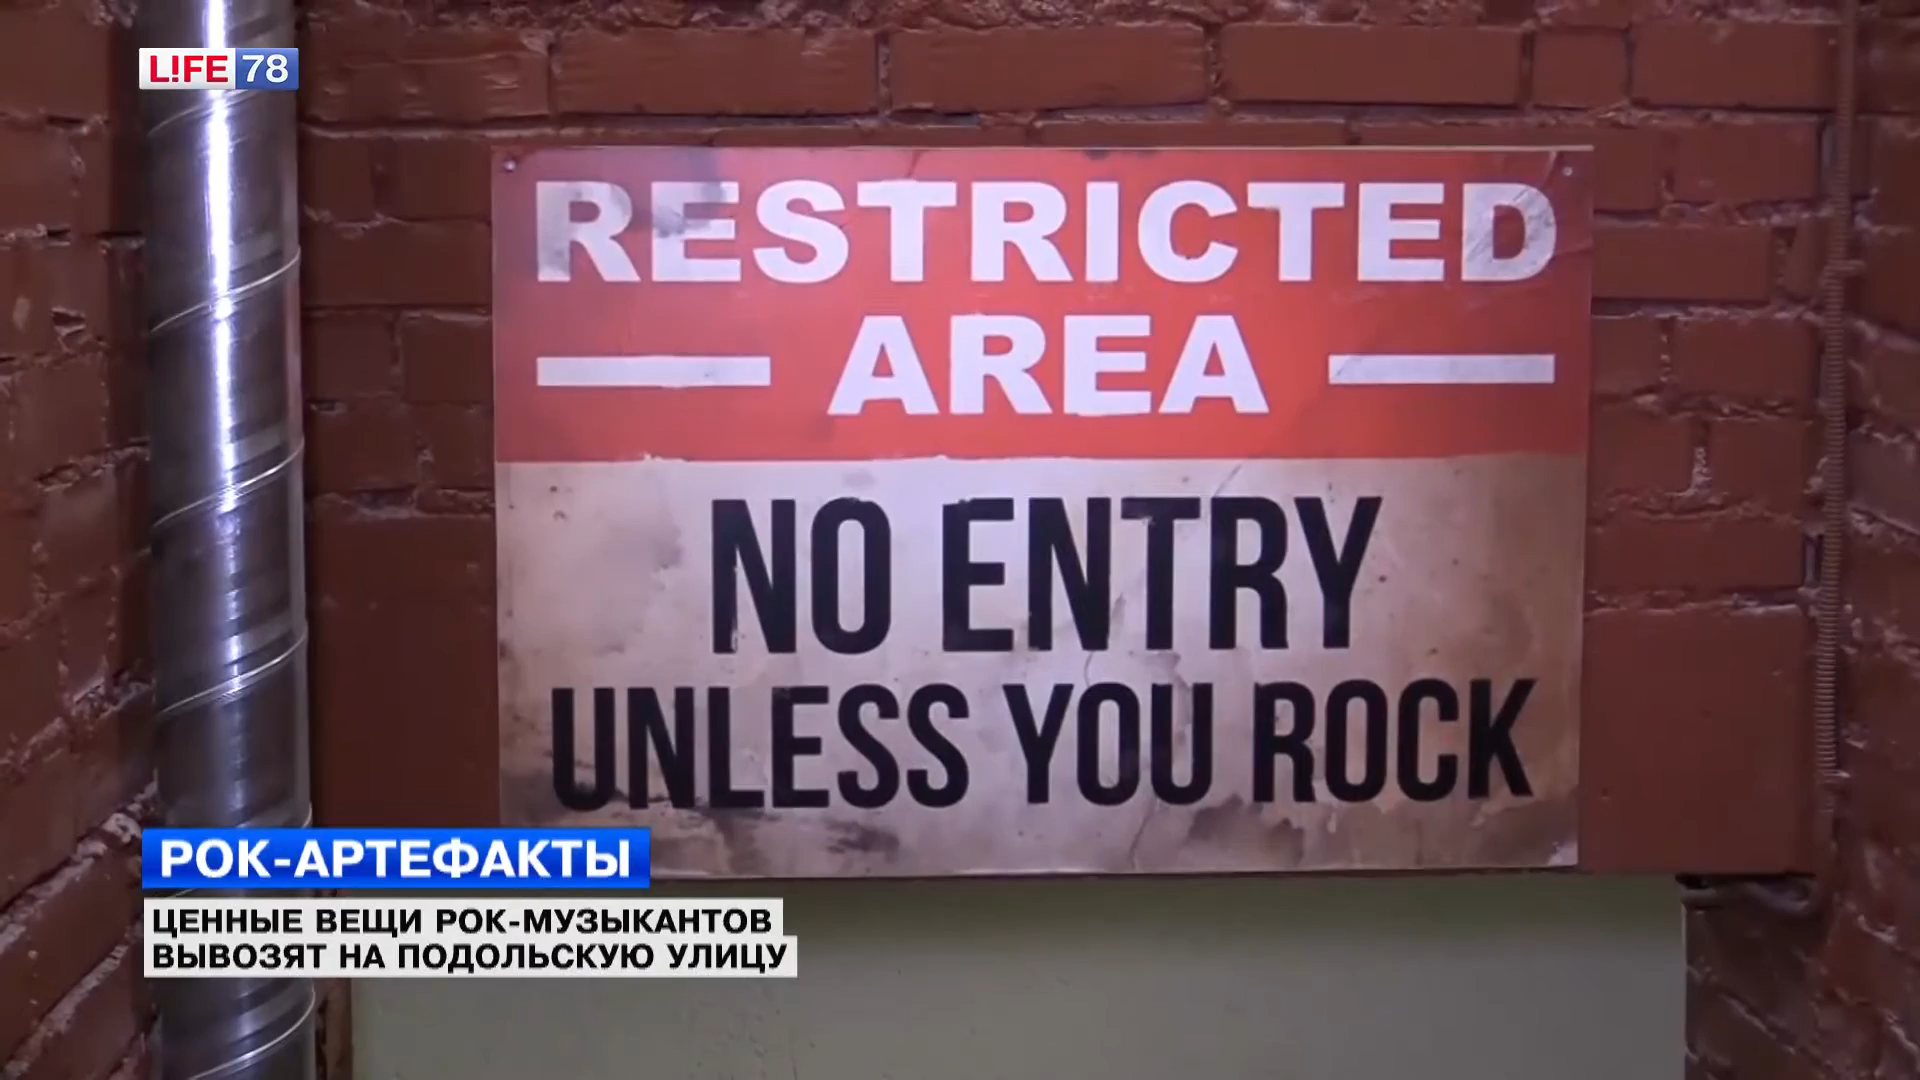 L!FE 78
RESTRICTED
AREA
NO ENTRY
UNLESS YOU ROCK
РОК-АРТЕФАКТЫ
ЦЕННЫЕ ВЕЩИ РОК-МУЗЫКАНТОВ
ВЫВОЗЯТ НА ПОДОЛЬСКУЮ УЛИЦУ